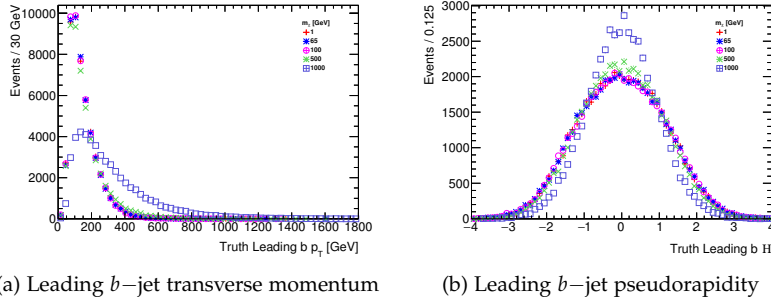 Events / 30 GeV
10000
8000
6000
4000
2000
0
0 200 400 600 800 1000 1200 1400 1600 1800
Truth Leading b p_T [GeV]
[GeV]
1
65
100
500
1000
Events / 0.125
3000
2500
2000
1500
1000
500
0
−4 −3 −2 −1 0 1 2 3 4
Truth Leading b H
[GeV]
1
65
100
500
1000
(a) Leading b−jet transverse momentum
(b) Leading b−jet pseudorapidity